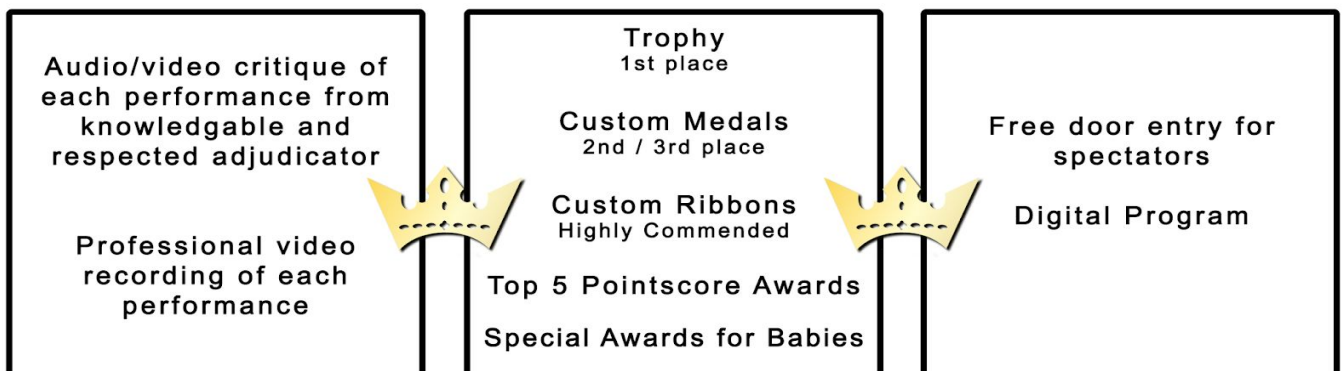 Audio/video critique of
each performance from
knowledgable and
respected adjudicator
Professional video
recording of each
performance
Trophy
1st place
Custom Medals
2nd / 3rd place
Custom Ribbons
Highly Commended
Top 5 Pointscore Awards
Special Awards for Babies
Free door entry for
spectators
Digital Program